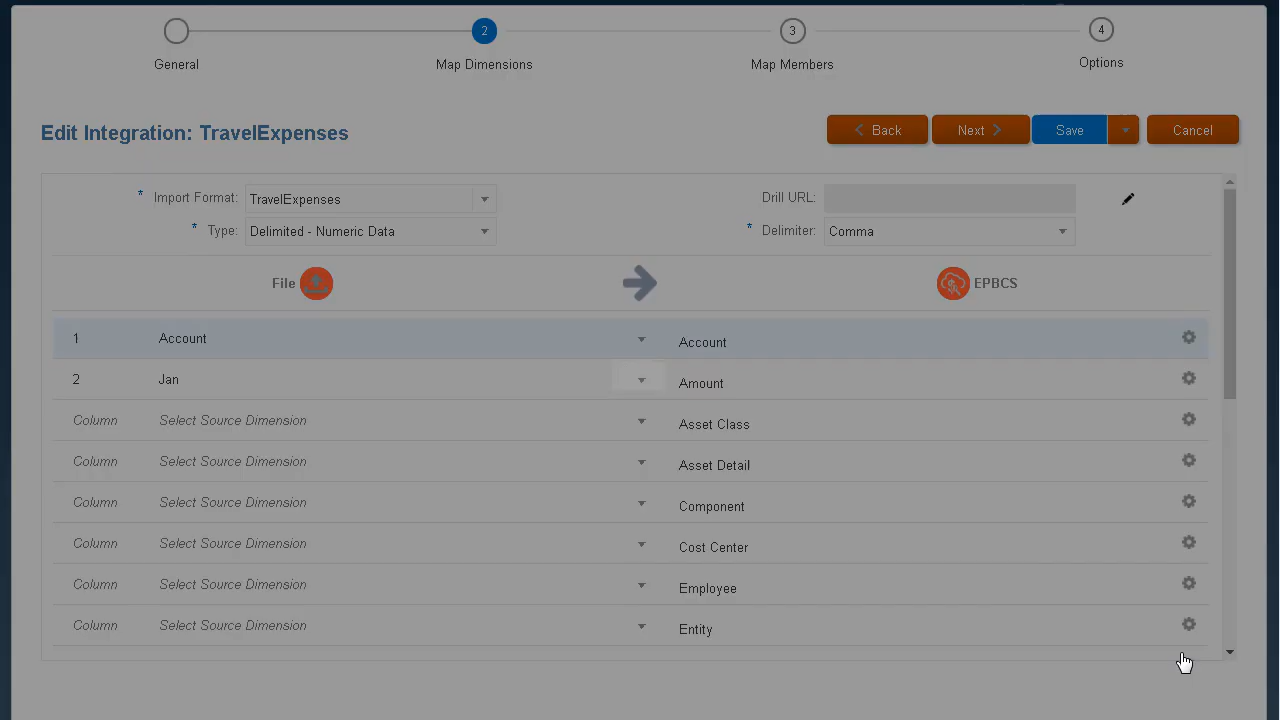 2 3 4
General Map Dimensions Map Members Options
Edit Integration: TravelExpenses Back Next Save Cancel
* Import Format: TravelExpenses Drill URL:
* Type: Delimited - Numeric Data * Delimiter: Comma
File EPBCS
1 Account Account
2 Jan Amount
Column Select Source Dimension Asset Class
Column Select Source Dimension Asset Detail
Column Select Source Dimension Component
Column Select Source Dimension Cost Center
Column Select Source Dimension Employee
Column Select Source Dimension Entity